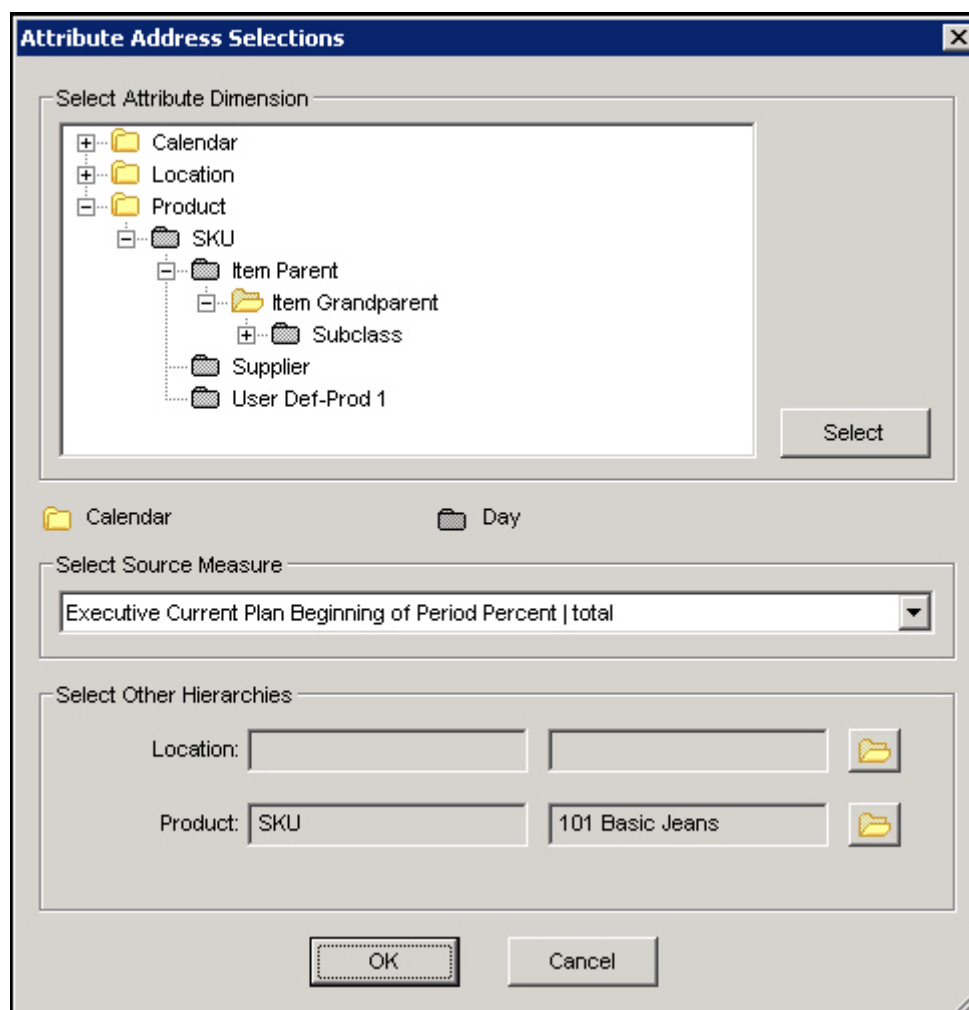 Attribute Address Selections
Select Attribute Dimension
Calendar
Location
Product
SKU
Item Parent
Item Grandparent
Subclass
Supplier
User Def-Prod 1
Select
Calendar Day
Select Source Measure
Executive Current Plan Beginning of Period Percent | total
Select Other Hierarchies
Location:
Product: SKU 101 Basic Jeans
OK Cancel